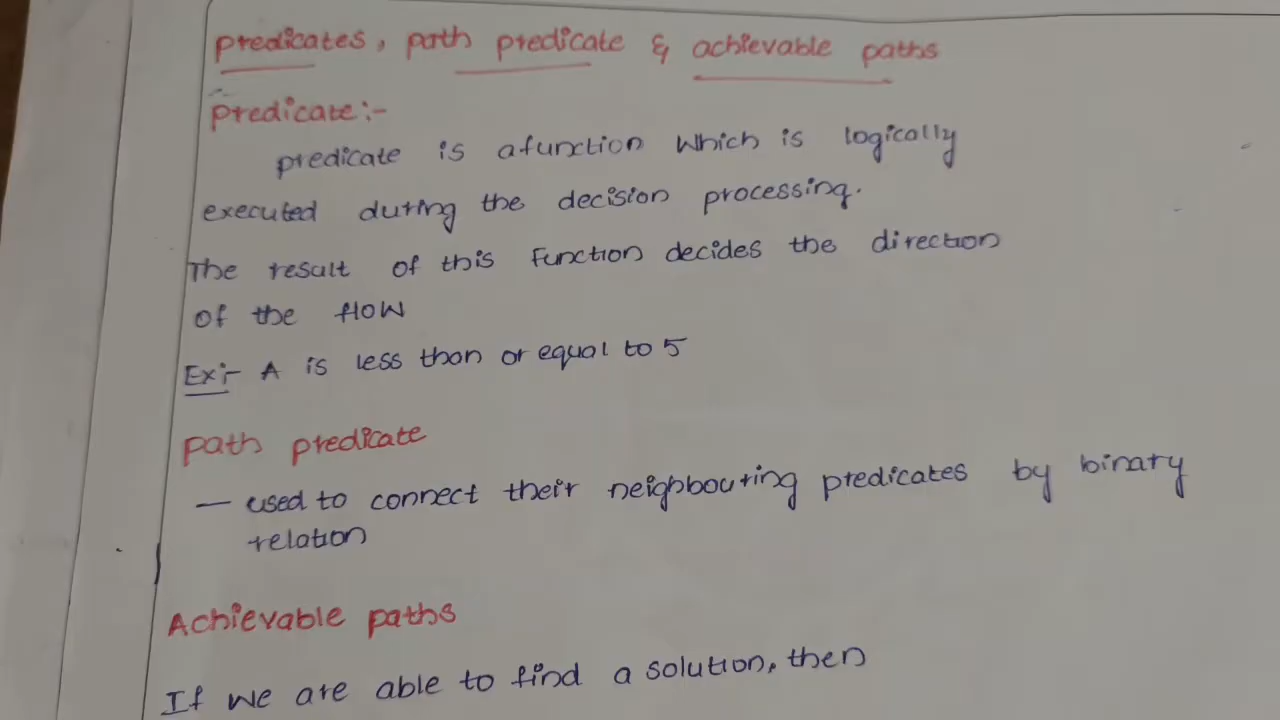 predicates, path predicate & achievable paths
predicate:-
predicate is a function which is logically
executed during the decision processing.
The result of this function decides the direction
of the flow
Ex:- A is less than or equal to 5
path predicate
— used to connect their neighbouring predicates by binary
relation
Achievable paths
If we are able to find a solution, then